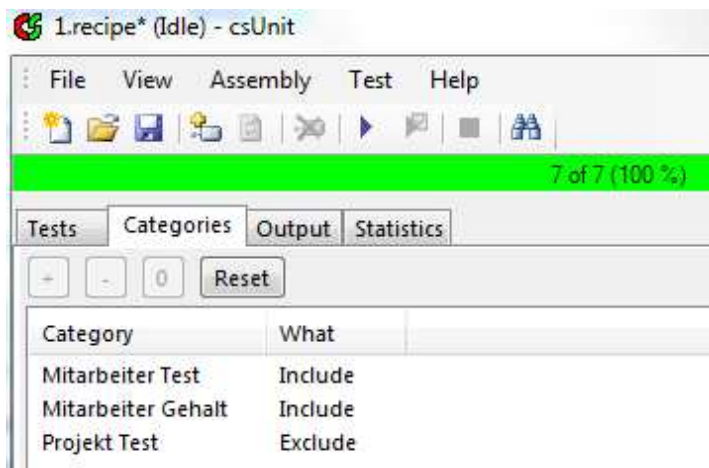 1.recipe* (Idle) - csUnit
File View Assembly Test Help
7 of 7 (100 %)
Tests Categories Output Statistics
+ - 0 Reset
Category What
Mitarbeiter Test Include
Mitarbeiter Gehalt Include
Projekt Test Exclude